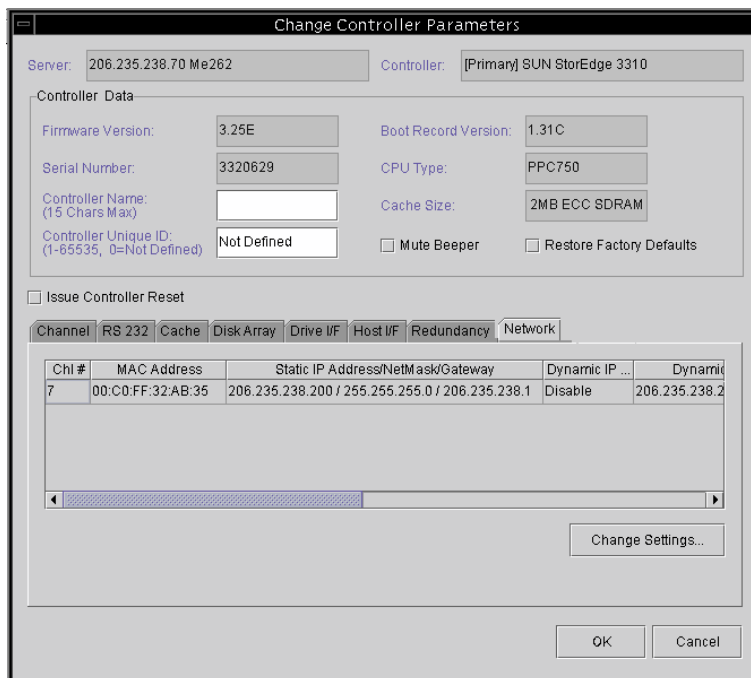 Change Controller Parameters
Server: 206.235.238.70 Me262 Controller: [Primary] SUN StorEdge 3310
Controller Data
Firmware Version: 3.25E Boot Record Version: 1.31C
Serial Number: 3320629 CPU Type: PPC750
Controller Name:
(15 Chars Max)
Cache Size: 2MB ECC SDRAM
Controller Unique ID:
(1-65535, 0=Not Defined)
Not Defined
Mute Beeper Restore Factory Defaults
Issue Controller Reset
Channel RS 232 Cache Disk Array Drive I/F Host I/F Redundancy Network
Chl # MAC Address Static IP Address/NetMask/Gateway Dynamic IP ... Dynamic
7 00:C0:FF:32:AB:35 206.235.238.200 / 255.255.255.0 / 206.235.238.1 Disable 206.235.238.2
Change Settings...
OK Cancel